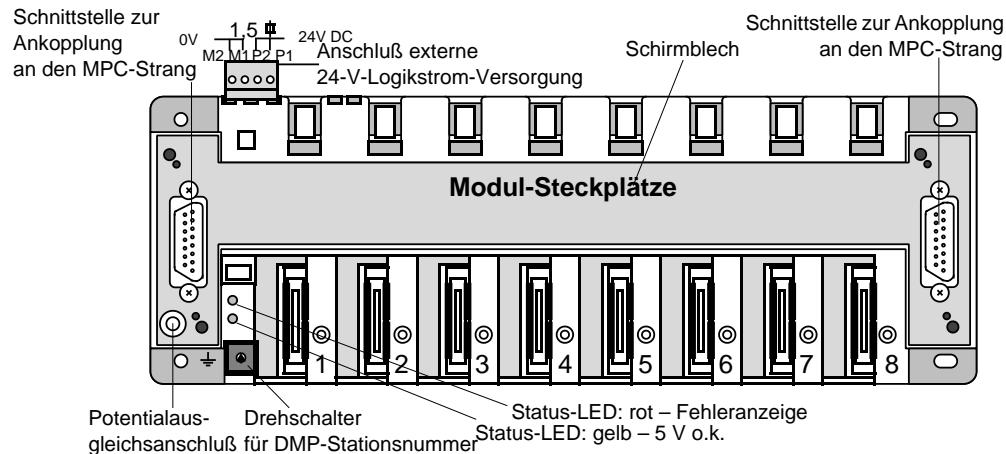 Schnittstelle zur
Ankopplung
an den MPC-Strang
0V
1,5
24V DC
M2 M1 P2 P1
Anschluß externe
24-V-Logikstrom-Versorgung
Schirmblech
Schnittstelle zur Ankopplung
an den MPC-Strang
Modul-Steckplätze
1 2 3 4 5 6 7 8
Potentialaus-
gleichsanschluß
Drehschalter
für DMP-Stationsnummer
Status-LED: rot – Fehleranzeige
Status-LED: gelb – 5 V o.k.